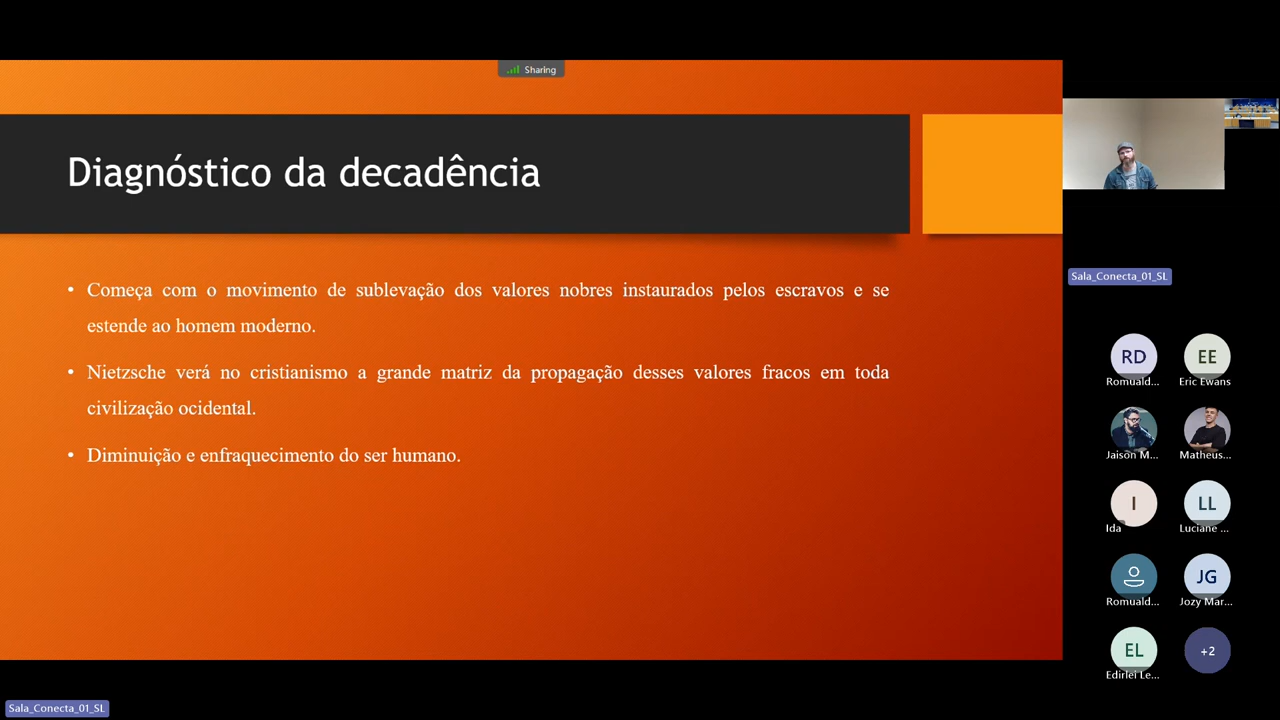 Sharing
Diagnóstico da decadência
• Começa com o movimento de sublevação dos valores nobres instaurados pelos escravos e se
estende ao homem moderno.
• Nietzsche verá no cristianismo a grande matriz da propagação desses valores fracos em toda
civilização ocidental.
• Diminuição e enfraquecimento do ser humano.
Sala_Conecta_01_SL
RD
EE
Romuald...
Eric Ewans
Jaison M...
Matheus...
I
LL
Ida
Luciane ...
JG
Romuald...
Jozy Mar...
EL
+2
Edirlei Le...
Sala_Conecta_01_SL